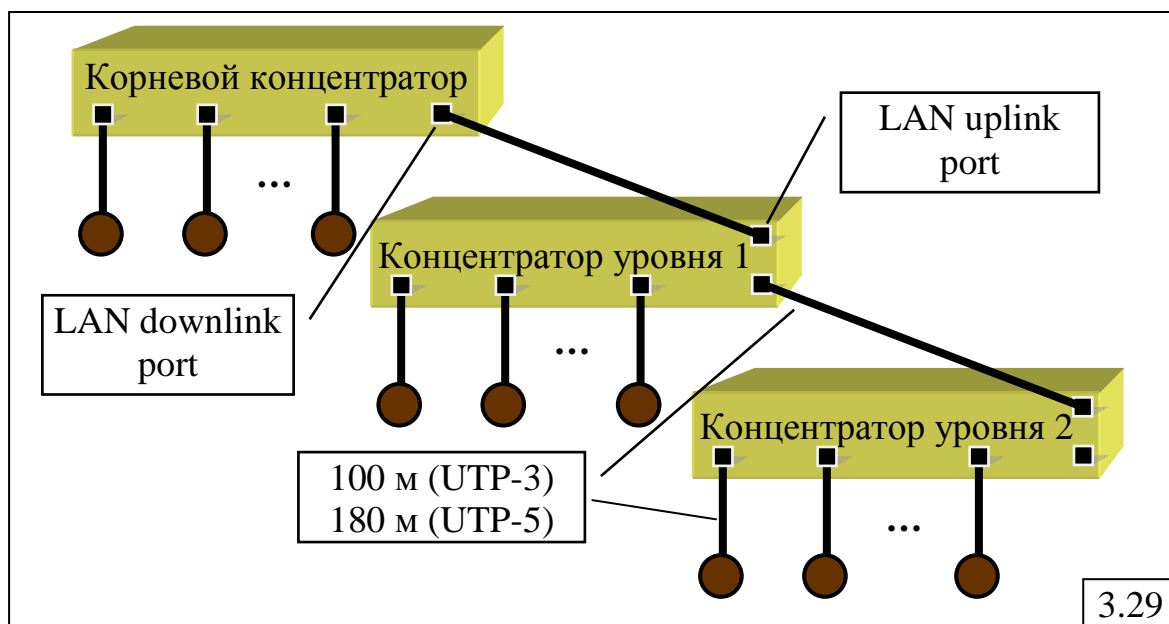 Корневой концентратор
LAN uplink
port
...
Концентратор уровня 1
LAN downlink
port
...
Концентратор уровня 2
100 м (UTP-3)
180 м (UTP-5)
...
3.29